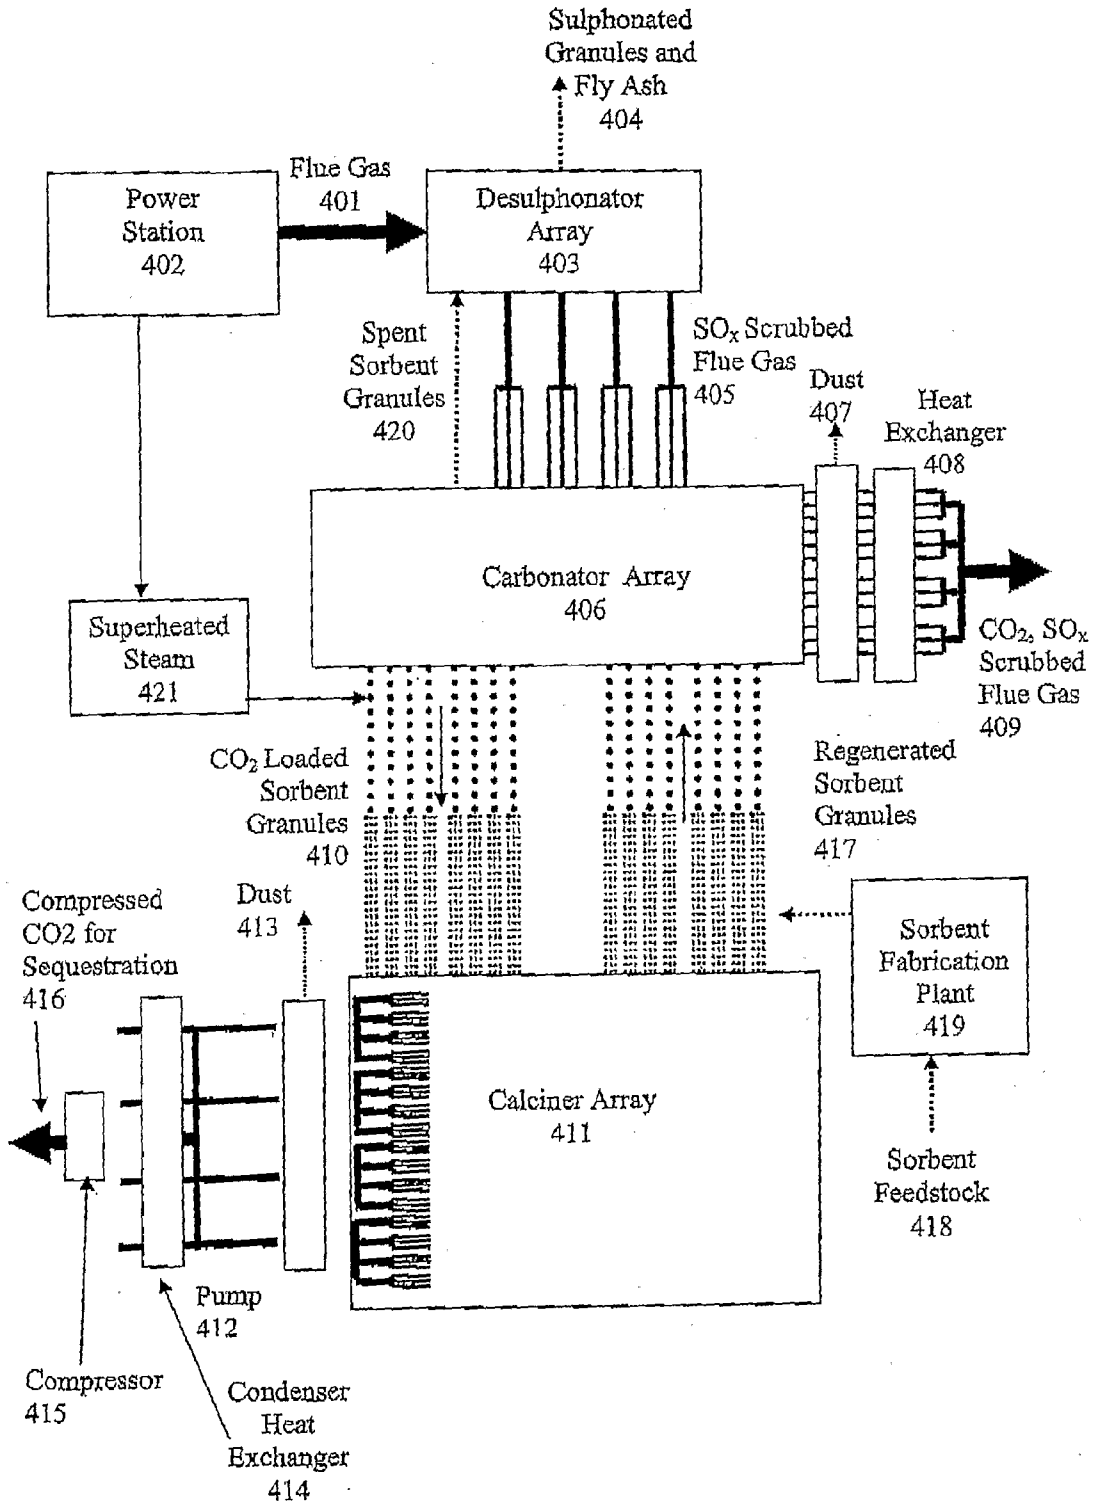 Sulphonated
Granules and
Fly Ash
404
Flue Gas
401
Power
Station
402
Desulphonator
Array
403
Spent
Sorbent
Granules
420
SOx Scrubbed
Flue Gas
405
Dust
407
Heat
Exchanger
408
Carbonator Array
406
Superheated
Steam
421
CO2, SOx
Scrubbed
Flue Gas
409
CO2 Loaded
Sorbent
Granules
410
Regenerated
Sorbent
Granules
417
Compressed
CO2 for
Sequestration
416
Dust
413
Sorbent
Fabrication
Plant
419
Calciner Array
411
Sorbent
Feedstock
418
Pump
412
Compressor
415
Condenser
Heat
Exchanger
414